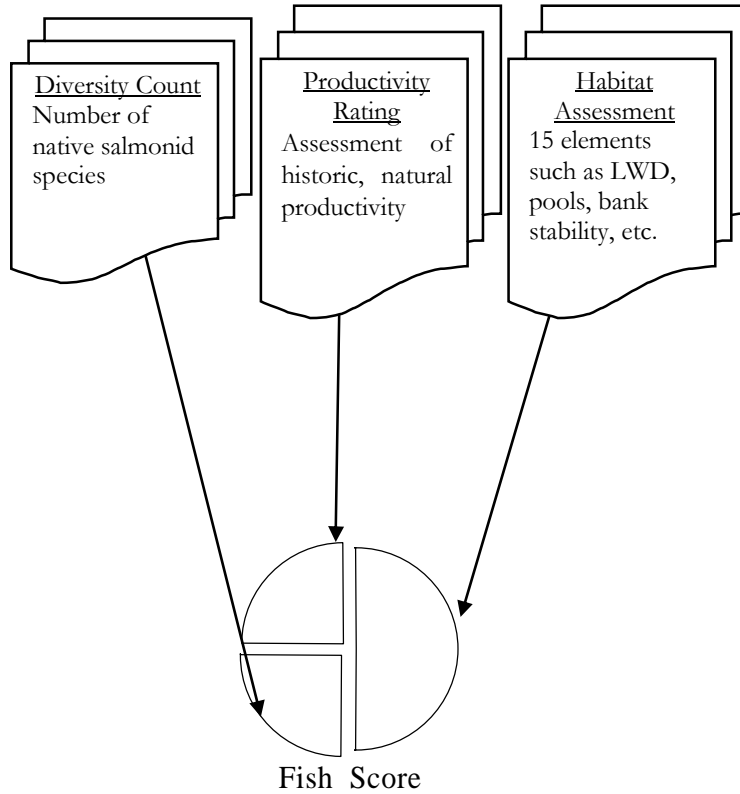 Diversity Count
Number of
native salmonid
species
Productivity
Rating
Assessment of
historic, natural
productivity
Habitat
Assessment
15 elements
such as LWD,
pools, bank
stability, etc.
Fish Score